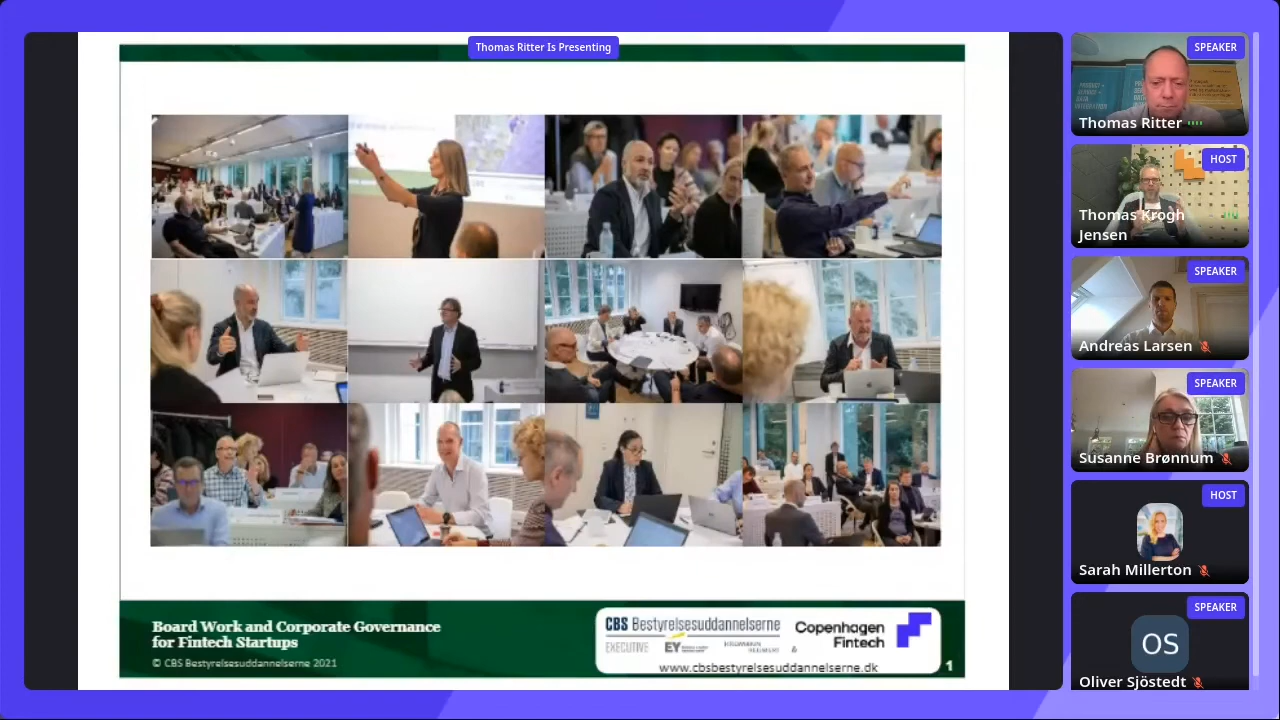 Thomas Ritter Is Presenting
Board Work and Corporate Governance
for Fintech Startups
© CBS Bestyrelsesuddannelserne 2021
CBS Bestyrelsesuddannelserne
EXECUTIVE
EY
&
Copenhagen
Fintech
www.cbsbestyrelsesuddannelserne.dk
1
SPEAKER
Thomas Ritter
HOST
Thomas Krogh
Jensen
SPEAKER
Andreas Larsen
SPEAKER
Susanne Brønnum
HOST
Sarah Millerton
SPEAKER
OS
Oliver Sjöstedt